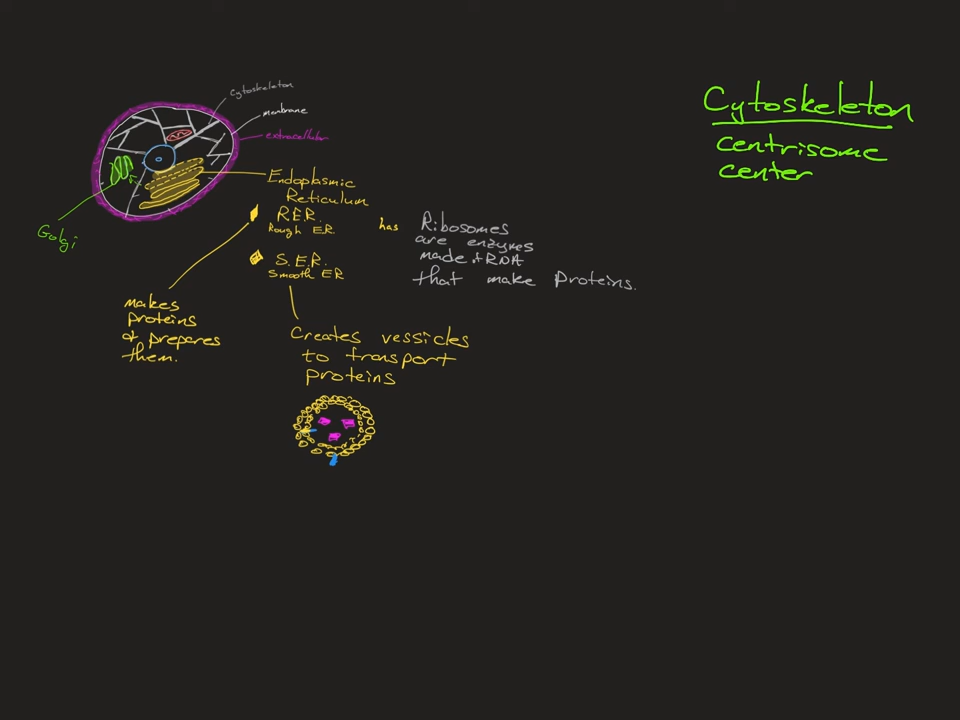 Cytoskeleton
membrane
extracellular
Golgi
Endoplasmic
Reticulum
R.E.R.
Rough ER.
has
Ribosomes
are enzymes
made of RNA
that make Proteins.
S.E.R.
Smooth ER
makes
proteins
& prepares
them.
Creates vessicles
to transport
proteins
Cytoskeleton
centrisome
center